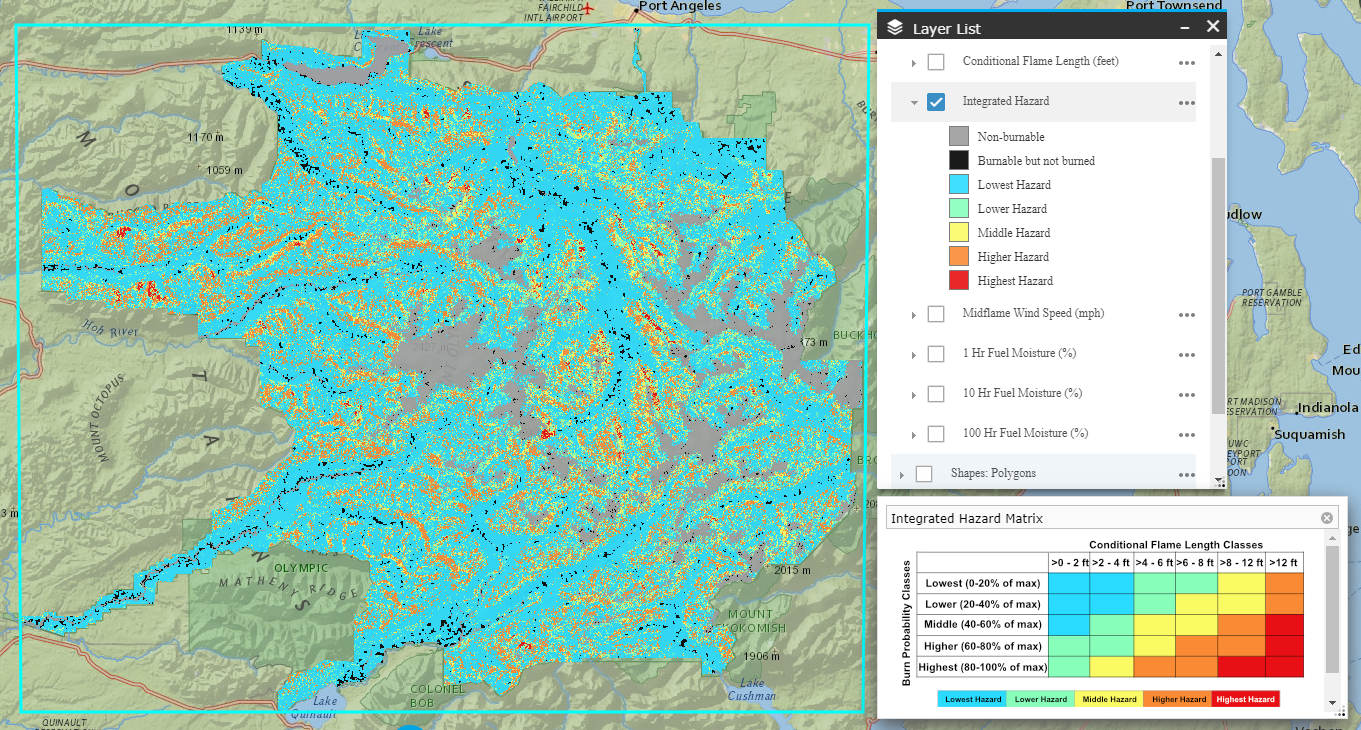 FAIRCHILD
INTL AIRPORT
Port Angeles
Port Townsend
1139 m
Lake
Crescent
1170 m
1059 m
Hoh River
MOUNT OCTOPUS
OLYMPIC
MATHENY RIDGE
2015 m
MOUNT
SKOKOMISH
1906 m
Lake
Cushman
COLONEL
BOB
Lake
Quinault
QUINAULT
73 m
BUCKHO
BRO
3 m
Layer List
Conditional Flame Length (feet)
Integrated Hazard
Non-burnable
Burnable but not burned
Lowest Hazard
Lower Hazard
Middle Hazard
Higher Hazard
Highest Hazard
Midflame Wind Speed (mph)
1 Hr Fuel Moisture (%)
10 Hr Fuel Moisture (%)
100 Hr Fuel Moisture (%)
Shapes: Polygons
udlow
PORT GAMBLE
RESERVATION
Ed
Mou
RT MADISON
ESERVATION
Indianola
Suquamish
Integrated Hazard Matrix
Conditional Flame Length Classes
Burn Probability Classes
>0 - 2 ft >2 - 4 ft >4 - 6 ft >6 - 8 ft >8 - 12 ft >12 ft
Lowest (0-20% of max)
Lower (20-40% of max)
Middle (40-60% of max)
Higher (60-80% of max)
Highest (80-100% of max)
Lowest Hazard Lower Hazard Middle Hazard Higher Hazard Highest Hazard